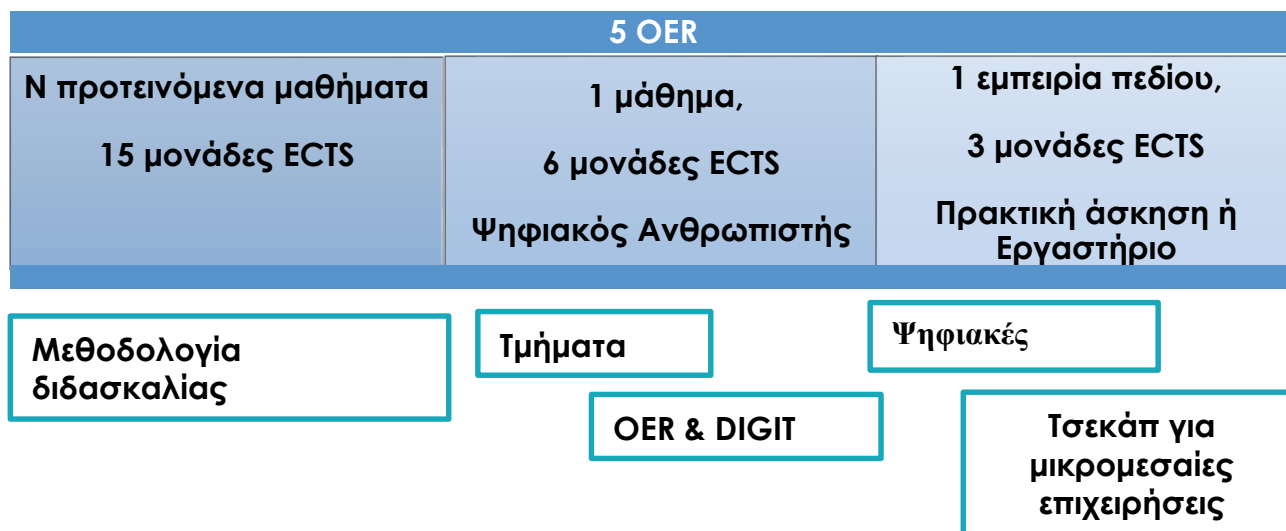 5 OER
Ν προτεινόμενα μαθήματα
15 μονάδες ECTS
1 μάθημα,
6 μονάδες ECTS
Ψηφιακός Ανθρωπιστής
1 εμπειρία πεδίου,
3 μονάδες ECTS
Πρακτική άσκηση ή
Εργαστήριο
Μεθοδολογία
διδασκαλίας
Τμήματα
OER & DIGIT
Ψηφιακές
Τσεκάπ για
μικρομεσαίες
επιχειρήσεις